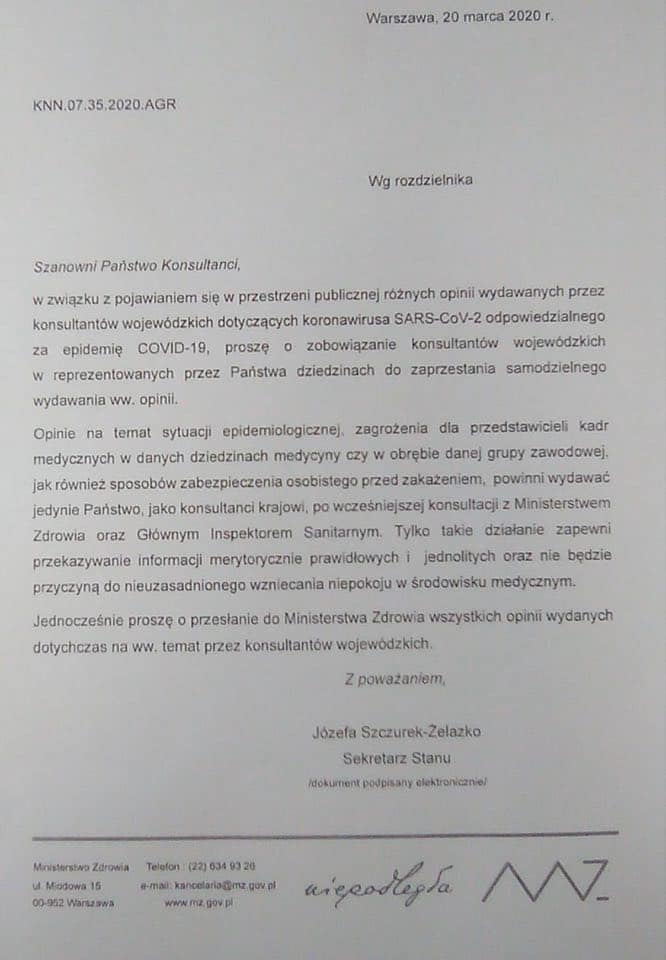 Warszawa, 20 marca 2020 r.
KNN.07.35.2020.AGR
Wg rozdzielnika
Szanowni Państwo Konsultanci,
w związku z pojawianiem się w przestrzeni publicznej różnych opinii wydawanych przez
konsultantów wojewódzkich dotyczących koronawirusa SARS-CoV-2 odpowiedzialnego
za epidemię COVID-19, proszę o zobowiązanie konsultantów wojewódzkich
w reprezentowanych przez Państwa dziedzinach do zaprzestania samodzielnego
wydawania ww. opinii.
Opinie na temat sytuacji epidemiologicznej, zagrożenia dla przedstawicieli kadr
medycznych w danych dziedzinach medycyny czy w obrębie danej grupy zawodowej,
jak również sposobów zabezpieczenia osobistego przed zakażeniem, powinni wydawać
jedynie Państwo, jako konsultanci krajowi, po wcześniejszej konsultacji z Ministerstwem
Zdrowia oraz Głównym Inspektorem Sanitarnym. Tylko takie działanie zapewni
przekazywanie informacji merytorycznie prawidłowych i jednolitych oraz nie będzie
przyczyną do nieuzasadnionego wzniecania niepokoju w środowisku medycznym.
Jednocześnie proszę o przesłanie do Ministerstwa Zdrowia wszystkich opinii wydanych
dotychczas na ww. temat przez konsultantów wojewódzkich.
Z poważaniem,
Józefa Szczurek-Żelazko
Sekretarz Stanu
/dokument podpisany elektronicznie/
Ministerstwo Zdrowia Telefon : (22) 634 93 26
ul. Miodowa 15 e-mail: kancelaria@mz.gov.pl
00-952 Warszawa www.mz.gov.pl
niepodległa
MZ